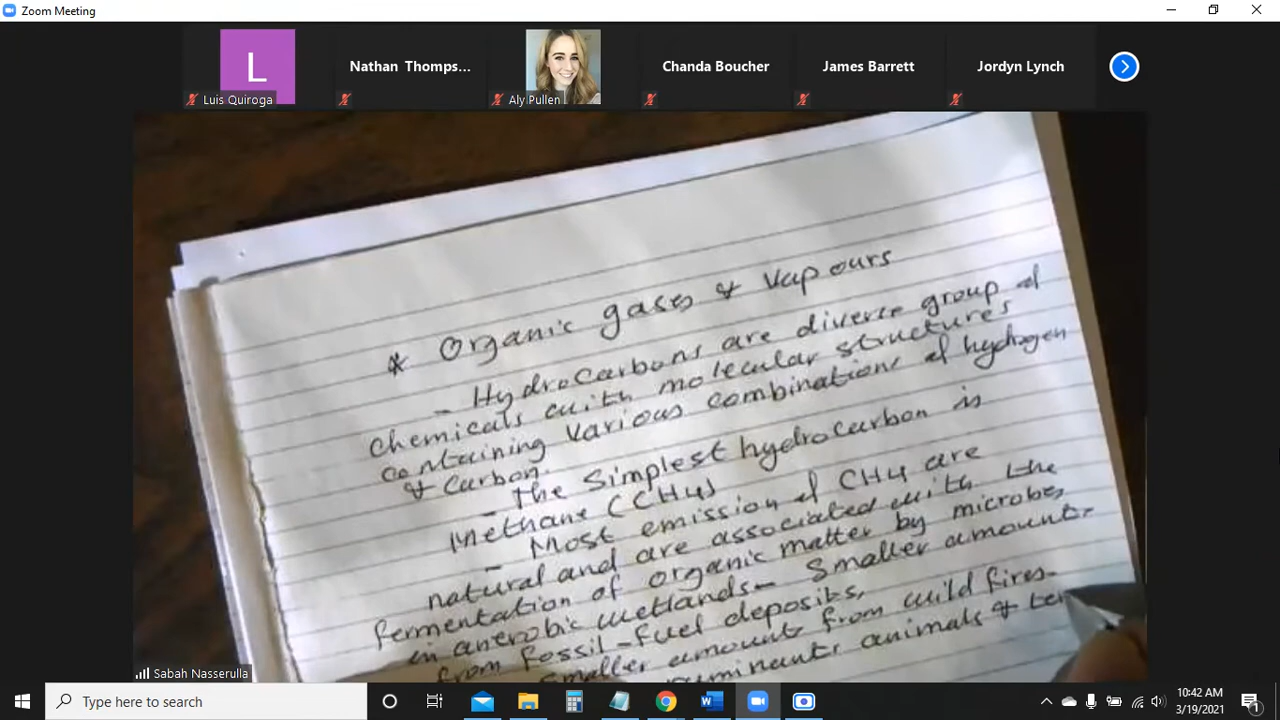 Zoom Meeting
L
Luis Quiroga
Nathan Thomps...
Aly Pullen
Chanda Boucher
James Barrett
Jordyn Lynch
* Organic gases & Vapours
- Hydrocarbons are diverse group of
chemicals with molecular structures
containing various combinations of hydrogen
& carbon.
- The Simplest hydrocarbon is
Methane (CH4)
- Most emission of CH4 are
natural and are associated with the
fermentation of organic matter by microbes
in anerobic wetlands- Smaller amounts
from fossil-fuel deposits,
smaller amounts from wild fires-
ruminants animals &
Sabah Nasserulla
Type here to search
10:42 AM
3/19/2021
1